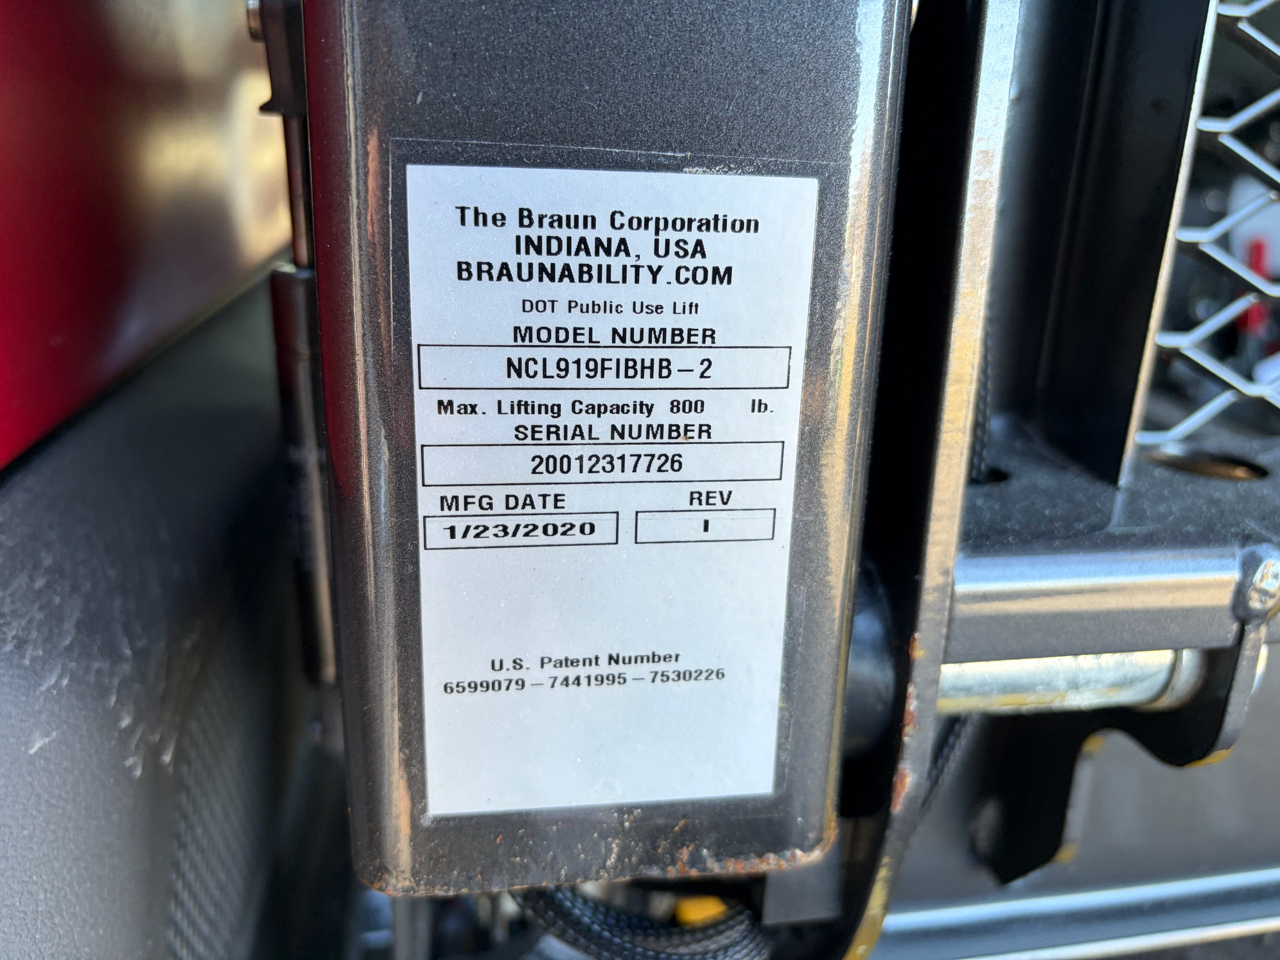 The Braun Corporation
INDIANA, USA
BRAUNABILITY.COM
DOT Public Use Lift
MODEL NUMBER
NCL919FIBHB-2
Max. Lifting Capacity 800 lb.
SERIAL NUMBER
20012317726
MFG DATE REV
1/23/2020 I
U.S. Patent Number
6599079-7441995-7530226